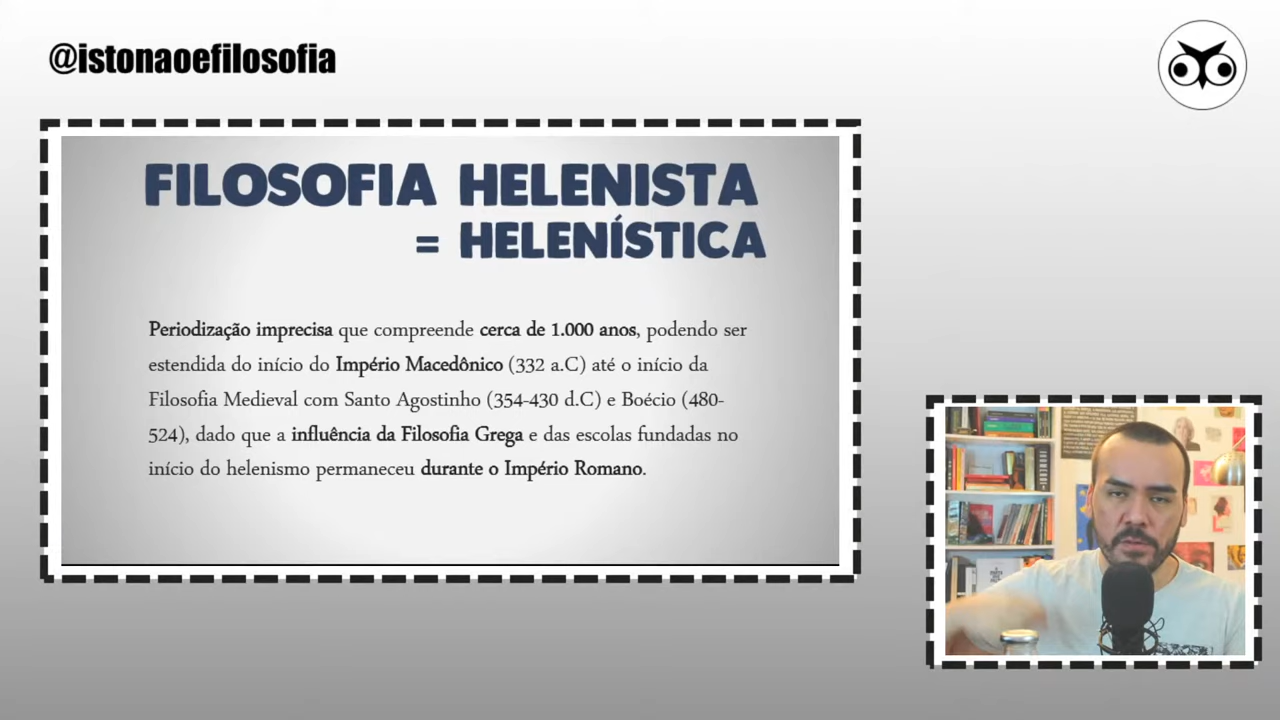 @istonaoefilosofia
FILOSOFIA HELENISTA
= HELENÍSTICA
Periodização imprecisa que compreende cerca de 1.000 anos, podendo ser
estendida do início do Império Macedônico (332 a.C) até o início da
Filosofia Medieval com Santo Agostinho (354-430 d.C) e Boécio (480-
524), dado que a influência da Filosofia Grega e das escolas fundadas no
início do helenismo permaneceu durante o Império Romano.